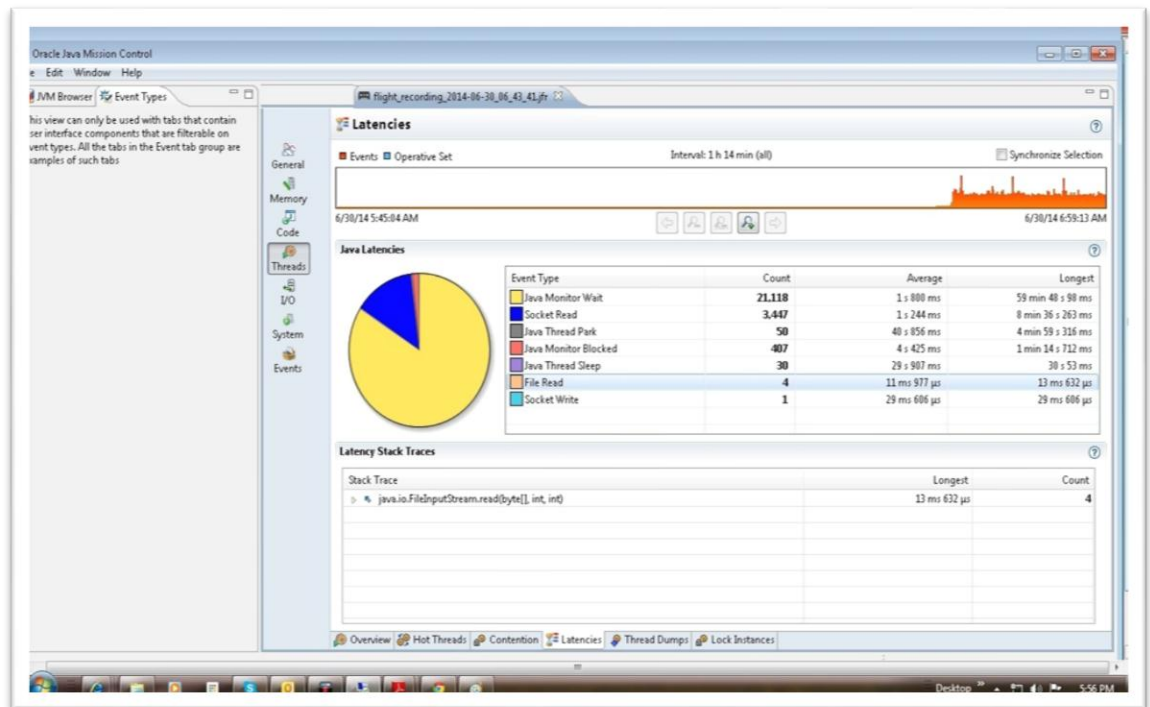 Oracle Java Mission Control
e Edit Window Help
JVM Browser Event Types
flight_recording_2014-06-30_06_43_41.jfr
his view can only be used with tabs that contain
ser interface components that are filterable on
vent types. All the tabs in the Event tab group are
xamples of such tabs
General
Memory
Code
Threads
I/O
System
Events
Latencies
Events Operative Set Interval: 1 h 14 min (all) Synchronize Selection
6/30/14 5:45:04 AM 6/30/14 6:59:13 AM
Java Latencies
Event Type Count Average Longest
Java Monitor Wait 21,118 1 s 800 ms 59 min 48 s 98 ms
Socket Read 3,447 1 s 244 ms 8 min 36 s 263 ms
Java Thread Park 50 40 s 856 ms 4 min 59 s 316 ms
Java Monitor Blocked 407 4 s 425 ms 1 min 14 s 712 ms
Java Thread Sleep 30 29 s 907 ms 30 s 53 ms
File Read 4 11 ms 977 µs 13 ms 632 µs
Socket Write 1 29 ms 606 µs 29 ms 606 µs
Latency Stack Traces
Stack Trace Longest Count
java.io.FileInputStream.read(byte[], int, int) 13 ms 632 µs 4
Overview Hot Threads Contention Latencies Thread Dumps Lock Instances
Desktop » 5:56 PM